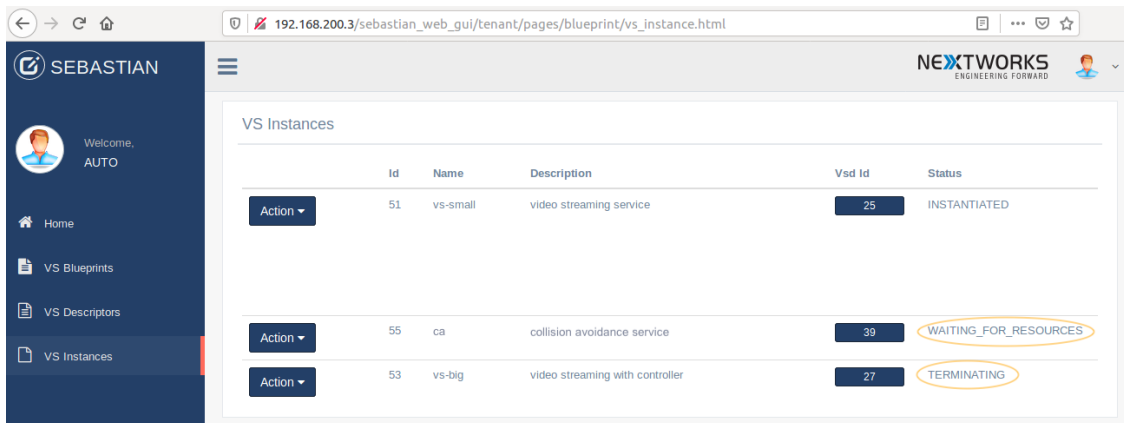 192.168.200.3/sebastian_web_gui/tenant/pages/blueprint/vs_instance.html
SEBASTIAN
NEXTWORKS
ENGINEERING FORWARD
Welcome,
AUTO
Home
VS Blueprints
VS Descriptors
VS Instances
VS Instances
Id Name Description Vsd Id Status
Action 51 vs-small video streaming service 25 INSTANTIATED
Action 55 ca collision avoidance service 39 WAITING_FOR_RESOURCES
Action 53 vs-big video streaming with controller 27 TERMINATING